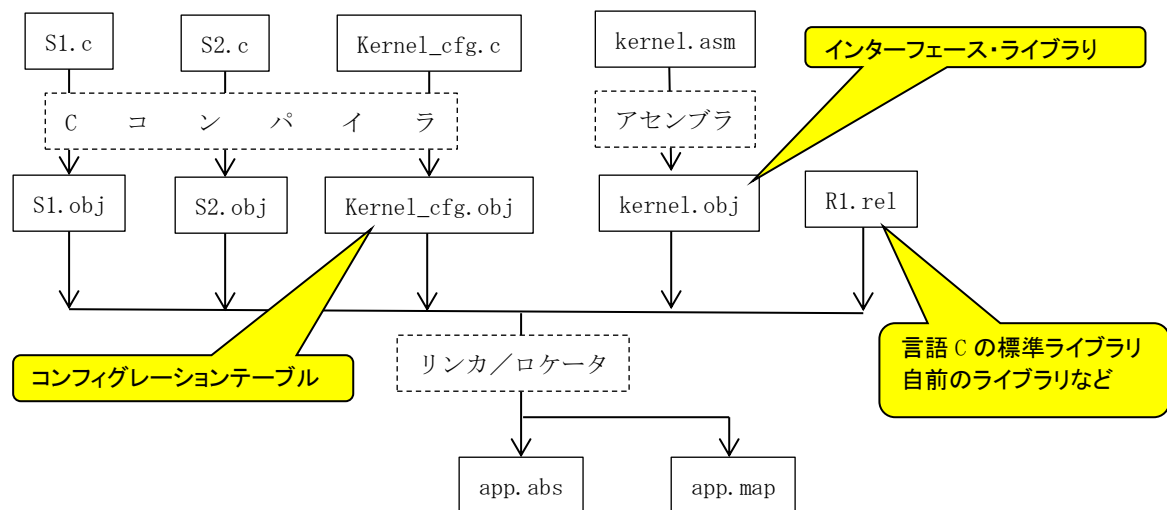 S1.c
S2.c
Kernel_cfg.c
kernel.asm
インターフェース・ライブラり
C コ ン パ イ ラ
アセンブラ
S1.obj
S2.obj
Kernel_cfg.obj
kernel.obj
R1.rel
コンフィグレーションテーブル
リンカ／ロケータ
言語 C の標準ライブラリ
自前のライブラリなど
app.abs
app.map